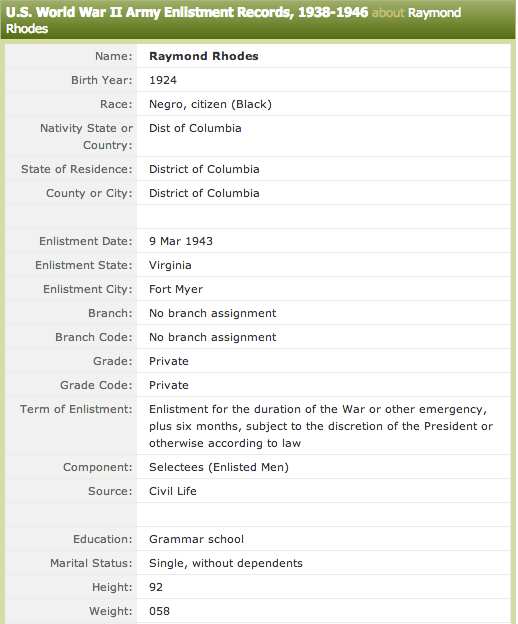 U.S. World War II Army Enlistment Records, 1938-1946 about Raymond
Rhodes
Name: Raymond Rhodes
Birth Year: 1924
Race: Negro, citizen (Black)
Nativity State or Country: Dist of Columbia
State of Residence: District of Columbia
County or City: District of Columbia
Enlistment Date: 9 Mar 1943
Enlistment State: Virginia
Enlistment City: Fort Myer
Branch: No branch assignment
Branch Code: No branch assignment
Grade: Private
Grade Code: Private
Term of Enlistment: Enlistment for the duration of the War or other emergency,
plus six months, subject to the discretion of the President or
otherwise according to law
Component: Selectees (Enlisted Men)
Source: Civil Life
Education: Grammar school
Marital Status: Single, without dependents
Height: 92
Weight: 058